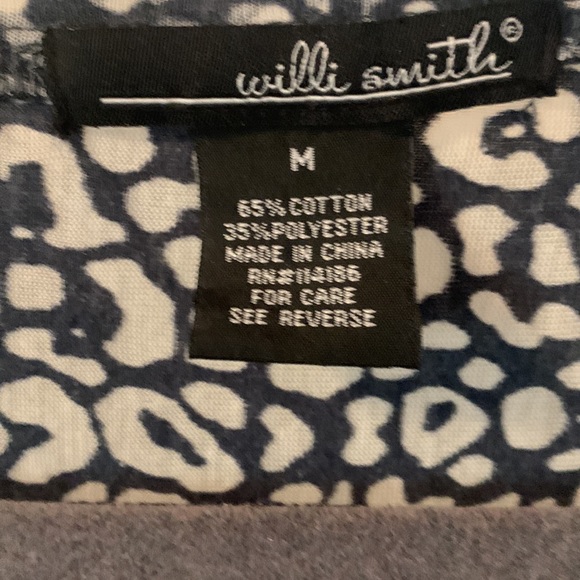 willi smith®
M
65% COTTON
35% POLYESTER
MADE IN CHINA
RN#114186
FOR CARE
SEE REVERSE